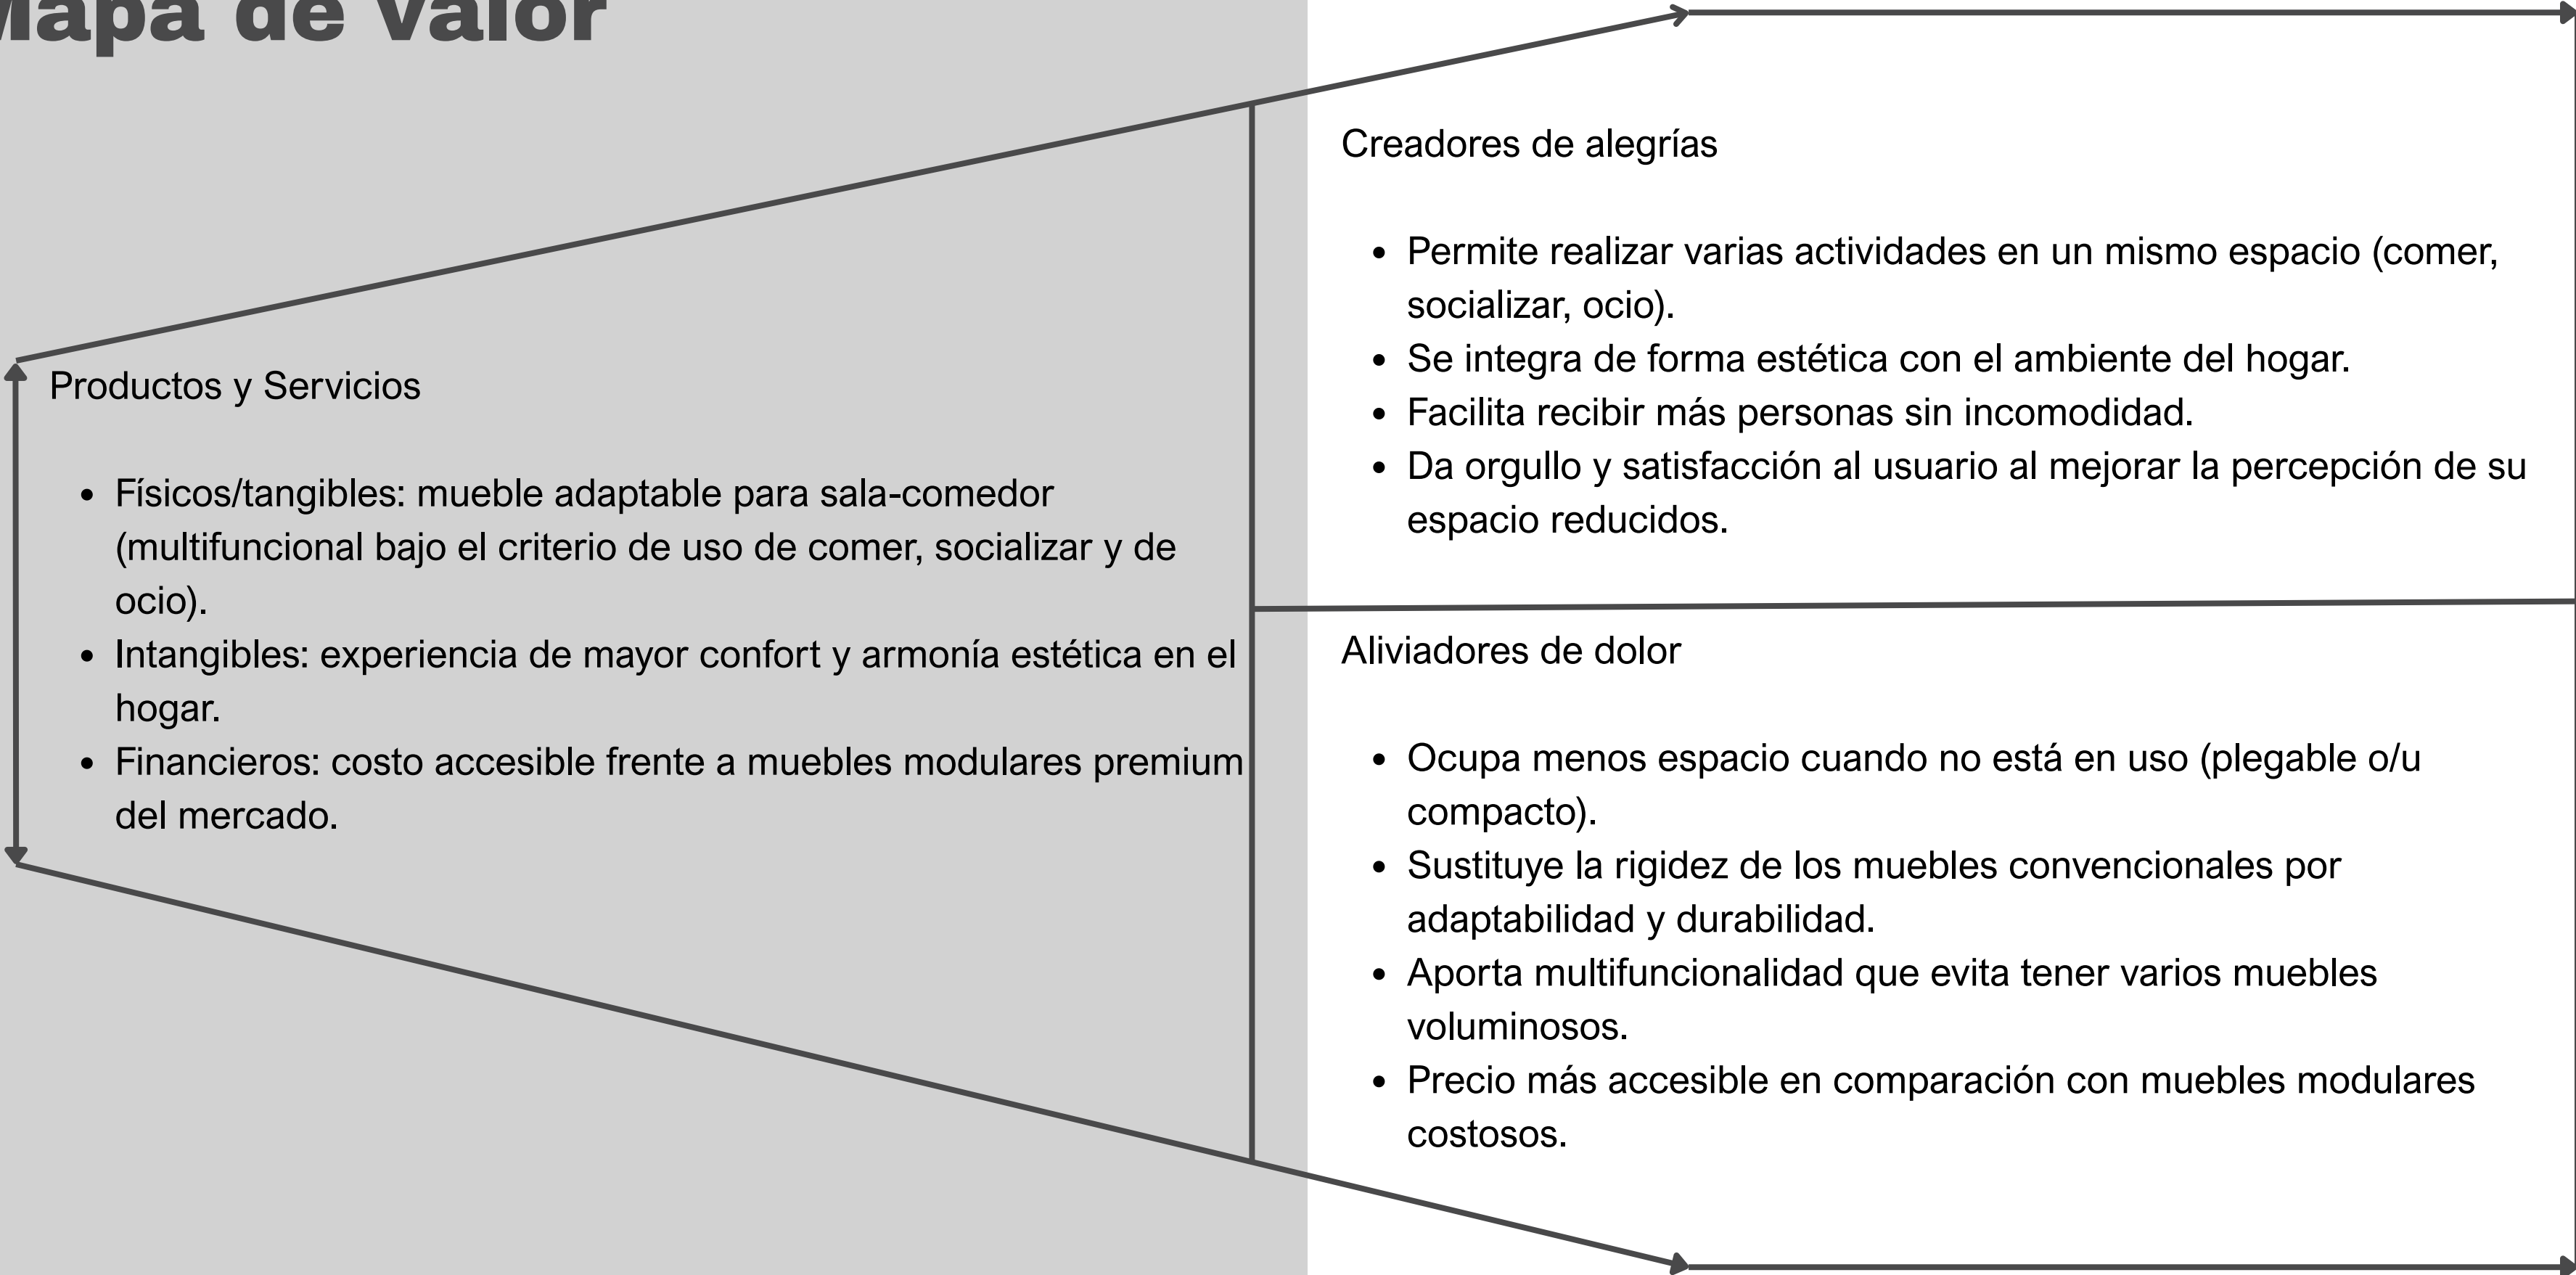 Mapa de valor
Productos y Servicios
• Físicos/tangibles: mueble adaptable para sala-comedor
(multifuncional bajo el criterio de uso de comer, socializar y de
ocio).
• Intangibles: experiencia de mayor confort y armonía estética en el
hogar.
• Financieros: costo accesible frente a muebles modulares premium
del mercado.
Creadores de alegrías
• Permite realizar varias actividades en un mismo espacio (comer,
socializar, ocio).
• Se integra de forma estética con el ambiente del hogar.
• Facilita recibir más personas sin incomodidad.
• Da orgullo y satisfacción al usuario al mejorar la percepción de su
espacio reducidos.
Aliviadores de dolor
• Ocupa menos espacio cuando no está en uso (plegable o/u
compacto).
• Sustituye la rigidez de los muebles convencionales por
adaptabilidad y durabilidad.
• Aporta multifuncionalidad que evita tener varios muebles
voluminosos.
• Precio más accesible en comparación con muebles modulares
costosos.